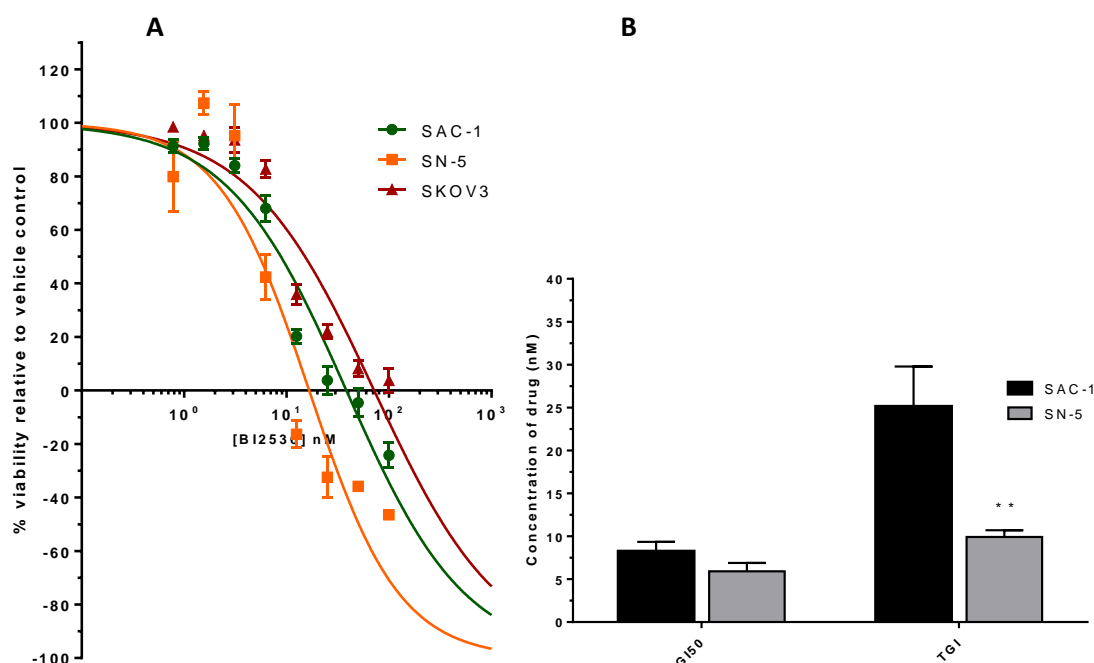 A
B
120
100
80
60
40
20
0
-20
-40
-60
-80
-100
% viability relative to vehicle control
10⁰
10¹
10²
10³
[BI2536] nM
SAC-1
SN-5
SKOV3
40
35
30
25
20
15
10
5
0
Concentration of drug (nM)
SAC-1
SN-5
**
GI50
TGI